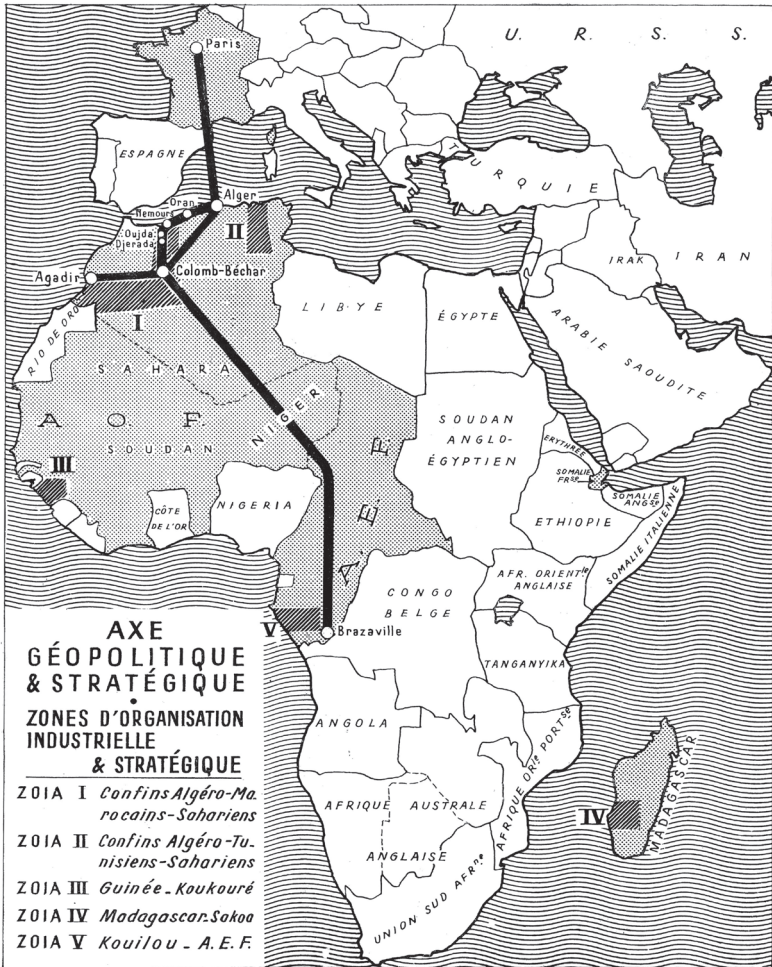 U. R. S. S.
Paris
ESPAGNE
TURQUIE
Alger
Oran
Nemours
Oujda
Djerada
II
Colomb-Béchar
Agadir
IRAK
IRAN
I
RIO DE ORO
LIBYE
ÉGYPTE
ARABIE SAOUDITE
SAHARA
A. O. F.
SOUDAN
NIGER
SOUDAN
ANGLO-
ÉGYPTIEN
A. E. F.
ERYTHRÉE
III
SOMALIE
FRse
SOMALIE
ANGse
CÔTE
DE L'OR
NIGERIA
ETHIOPIE
SOMALIE ITALIENNE
AFR. ORIENTle
ANGLAISE
CONGO
BELGE
V
Brazaville
TANGANYIKA
ANGOLA
AFRIQUE ORle PORTse
MADAGASCAR
IV
AFRIQUE AUSTRALE
ANGLAISE
UNION SUD AFRne
AXE
GÉOPOLITIQUE
& STRATÉGIQUE
•
ZONES D'ORGANISATION
INDUSTRIELLE
& STRATÉGIQUE
ZOIA I Confins Algéro-Ma
rocains-Sahariens
ZOIA II Confins Algéro-Tu-
nisiens-Sahariens
ZOIA III Guinée-Koukouré
ZOIA IV Madagascar-Sakoa
ZOIA V Kouilou - A.E.F.